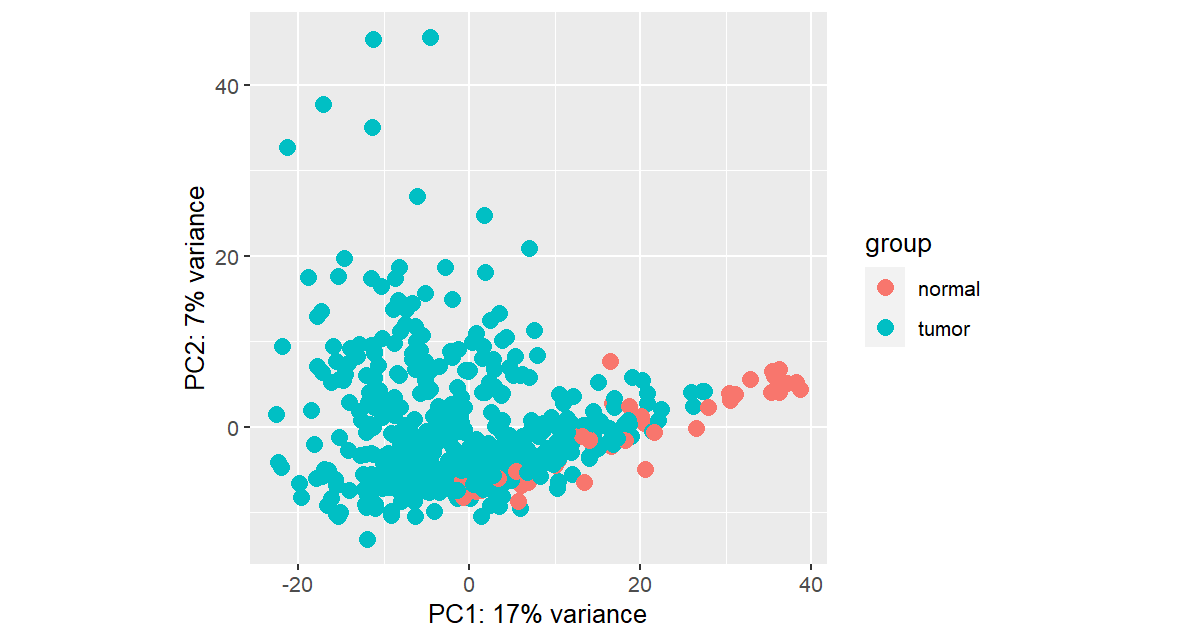 40
20
0
PC2: 7% variance
-20
0
20
40
PC1: 17% variance
group
normal
tumor